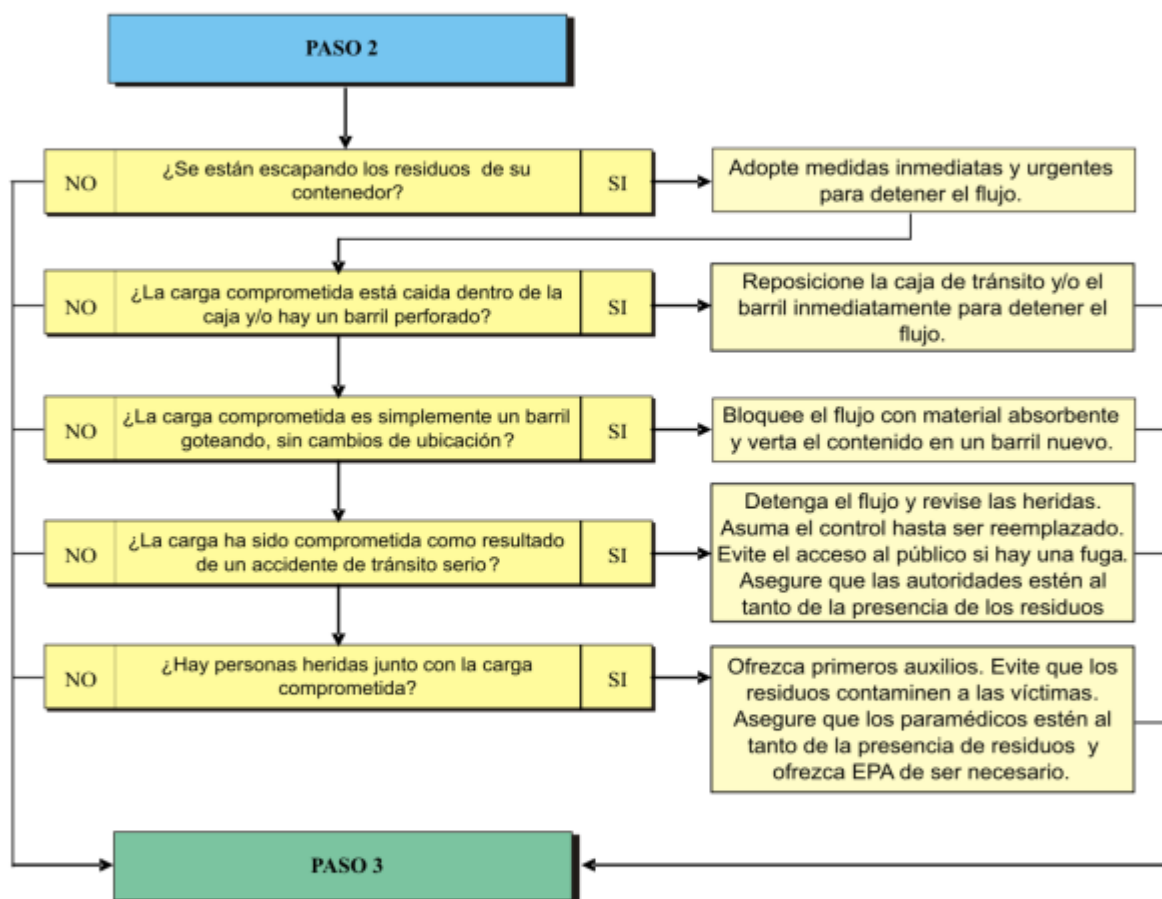 PASO 2
NO
¿Se están escapando los residuos de su
contenedor?
SI
Adopte medidas inmediatas y urgentes
para detener el flujo.
NO
¿La carga comprometida está caida dentro de la
caja y/o hay un barril perforado?
SI
Reposicione la caja de tránsito y/o el
barril inmediatamente para detener el
flujo.
NO
¿La carga comprometida es simplemente un barril
goteando, sin cambios de ubicación?
SI
Bloquee el flujo con material absorbente
y verta el contenido en un barril nuevo.
NO
¿La carga ha sido comprometida como resultado
de un accidente de tránsito serio?
SI
Detenga el flujo y revise las heridas.
Asuma el control hasta ser reemplazado.
Evite el acceso al público si hay una fuga.
Asegure que las autoridades estén al
tanto de la presencia de los residuos
NO
¿Hay personas heridas junto con la carga
comprometida?
SI
Ofrezca primeros auxilios. Evite que los
residuos contaminen a las víctimas.
Asegure que los paramédicos estén al
tanto de la presencia de residuos y
ofrezca EPA de ser necesario.
PASO 3